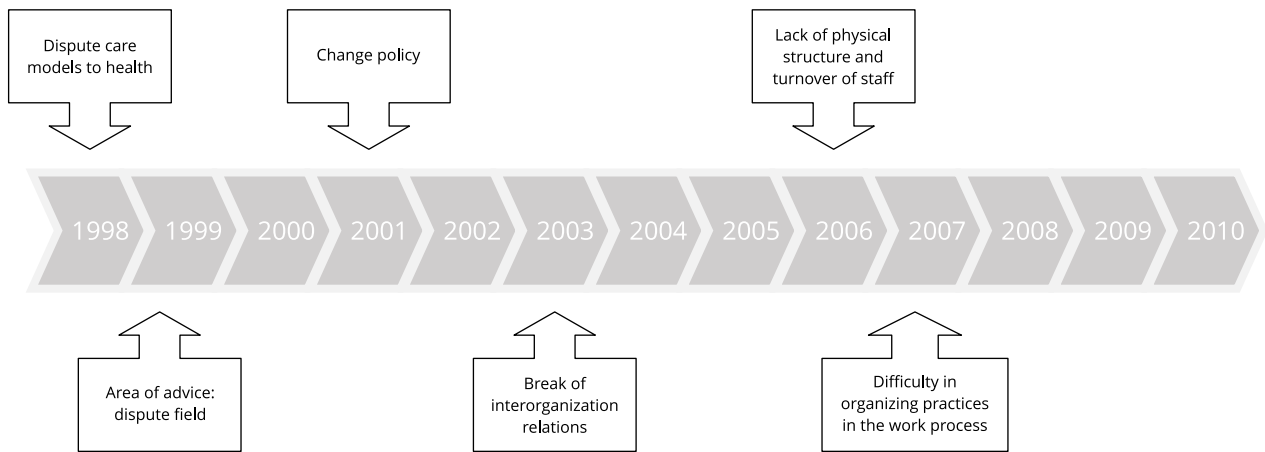 Dispute care
models to health
Change policy
Lack of physical
structure and
turnover of staff
1998
1999
2000
2001
2002
2003
2004
2005
2006
2007
2008
2009
2010
Area of advice:
dispute field
Break of
interorganization
relations
Difficulty in
organizing practices
in the work process